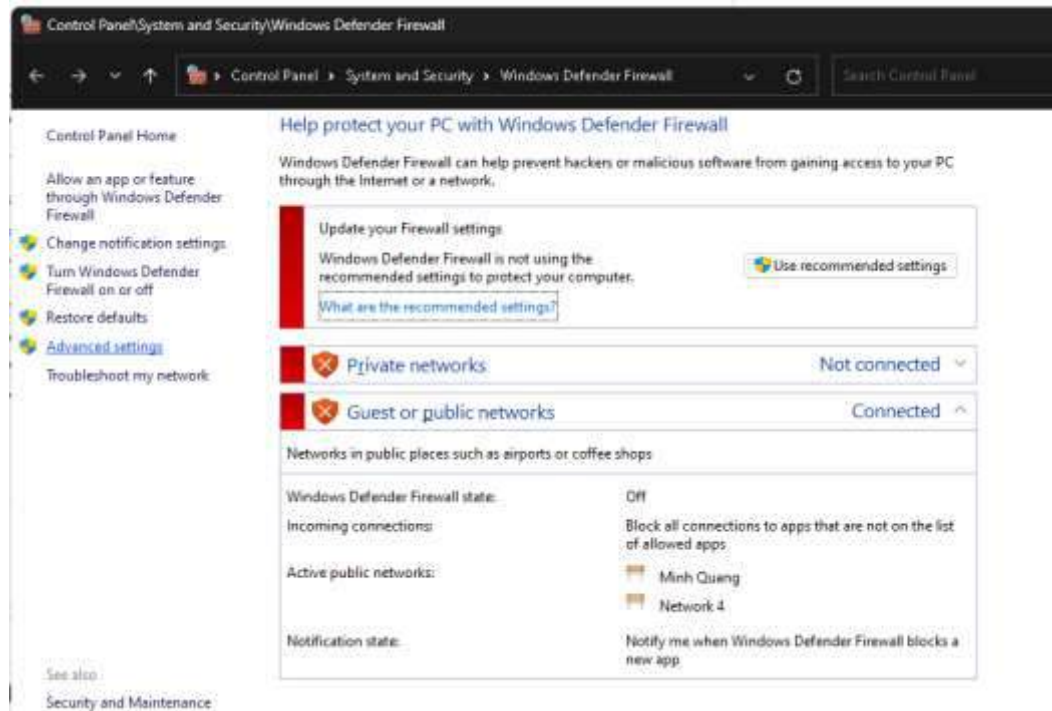 Control Panel\System and Security\Windows Defender Firewall
Control Panel System and Security Windows Defender Firewall
Search Control Panel
Control Panel Home
Allow an app or feature
through Windows Defender
Firewall
Change notification settings
Turn Windows Defender
Firewall on or off
Restore defaults
Advanced settings
Troubleshoot my network
See also
Security and Maintenance
Help protect your PC with Windows Defender Firewall
Windows Defender Firewall can help prevent hackers or malicious software from gaining access to your PC
through the Internet or a network.
Update your Firewall settings
Windows Defender Firewall is not using the
recommended settings to protect your computer.
What are the recommended settings?
Use recommended settings
Private networks Not connected
Guest or public networks Connected
Networks in public places such as airports or coffee shops
Windows Defender Firewall state: Off
Incoming connections: Block all connections to apps that are not on the list
of allowed apps
Active public networks: Minh Quang
Network 4
Notification state: Notify me when Windows Defender Firewall blocks a
new app